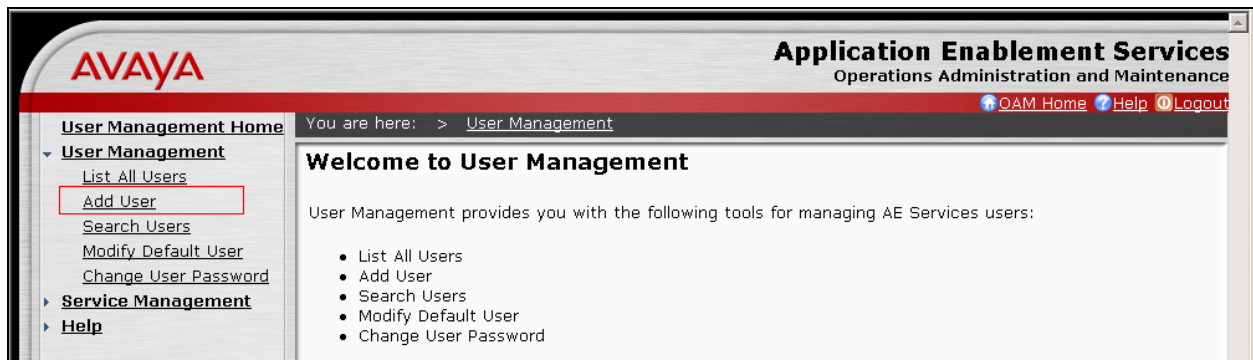 AVAYA
Application Enablement Services
Operations Administration and Maintenance
OAM Home Help Logout
User Management Home
User Management
List All Users
Add User
Search Users
Modify Default User
Change User Password
Service Management
Help
You are here: > User Management
Welcome to User Management
User Management provides you with the following tools for managing AE Services users:
• List All Users
• Add User
• Search Users
• Modify Default User
• Change User Password